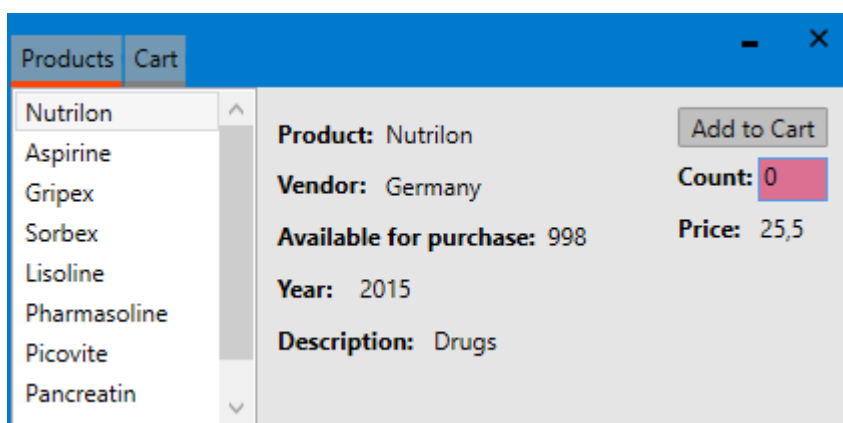 Products Cart
Nutrilon
Aspirine
Gripex
Sorbex
Lisoline
Pharmasoline
Picovite
Pancreatin
Product: Nutrilon
Vendor: Germany
Available for purchase: 998
Year: 2015
Description: Drugs
Add to Cart
Count: 0
Price: 25,5